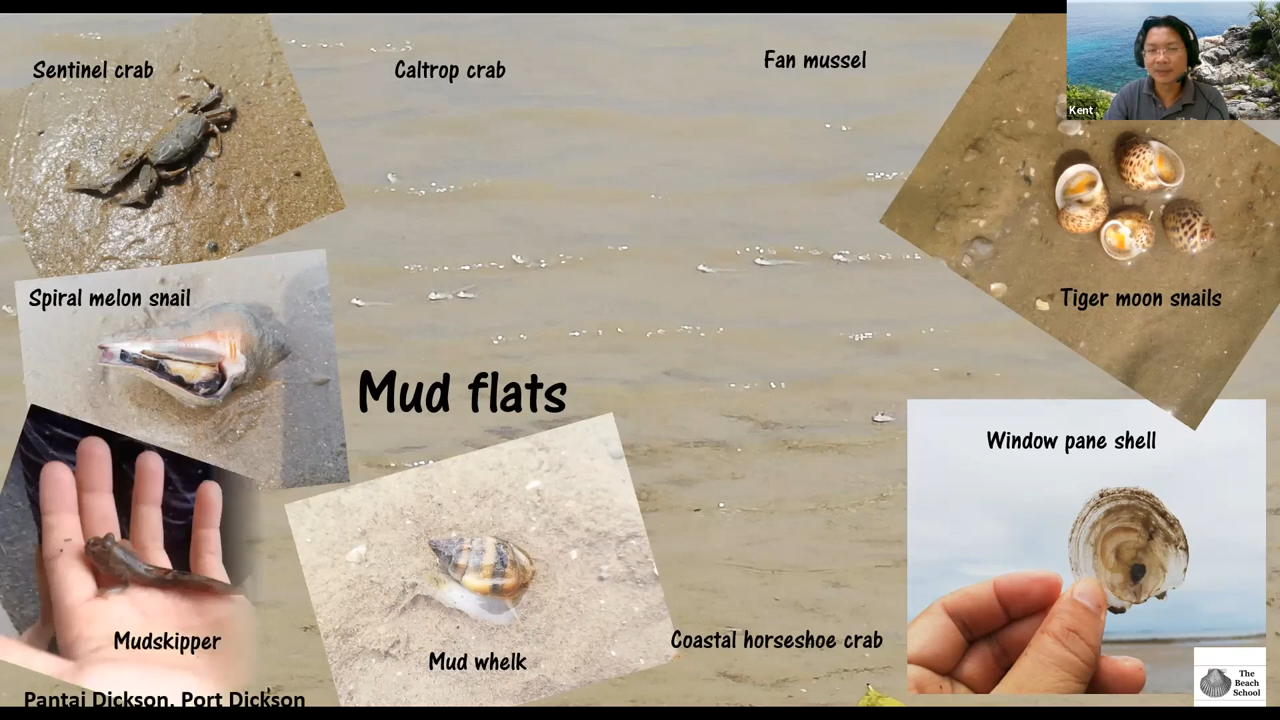 Sentinel crab
Caltrop crab
Fan mussel
Kent
Spiral melon snail
Tiger moon snails
Mud flats
Window pane shell
Mudskipper
Mud whelk
Coastal horseshoe crab
Pantai Dickson, Port Dickson
The
Beach
School